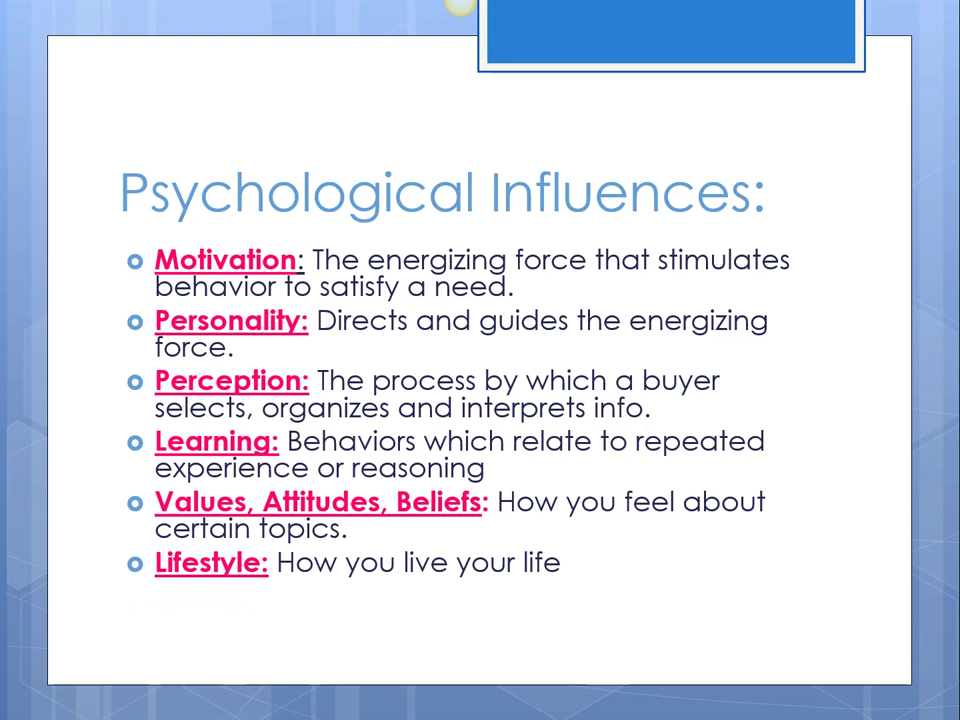 Psychological Influences:
Motivation: The energizing force that stimulates
behavior to satisfy a need.
Personality: Directs and guides the energizing
force.
Perception: The process by which a buyer
selects, organizes and interprets info.
Learning: Behaviors which relate to repeated
experience or reasoning
Values, Attitudes, Beliefs: How you feel about
certain topics.
Lifestyle: How you live your life